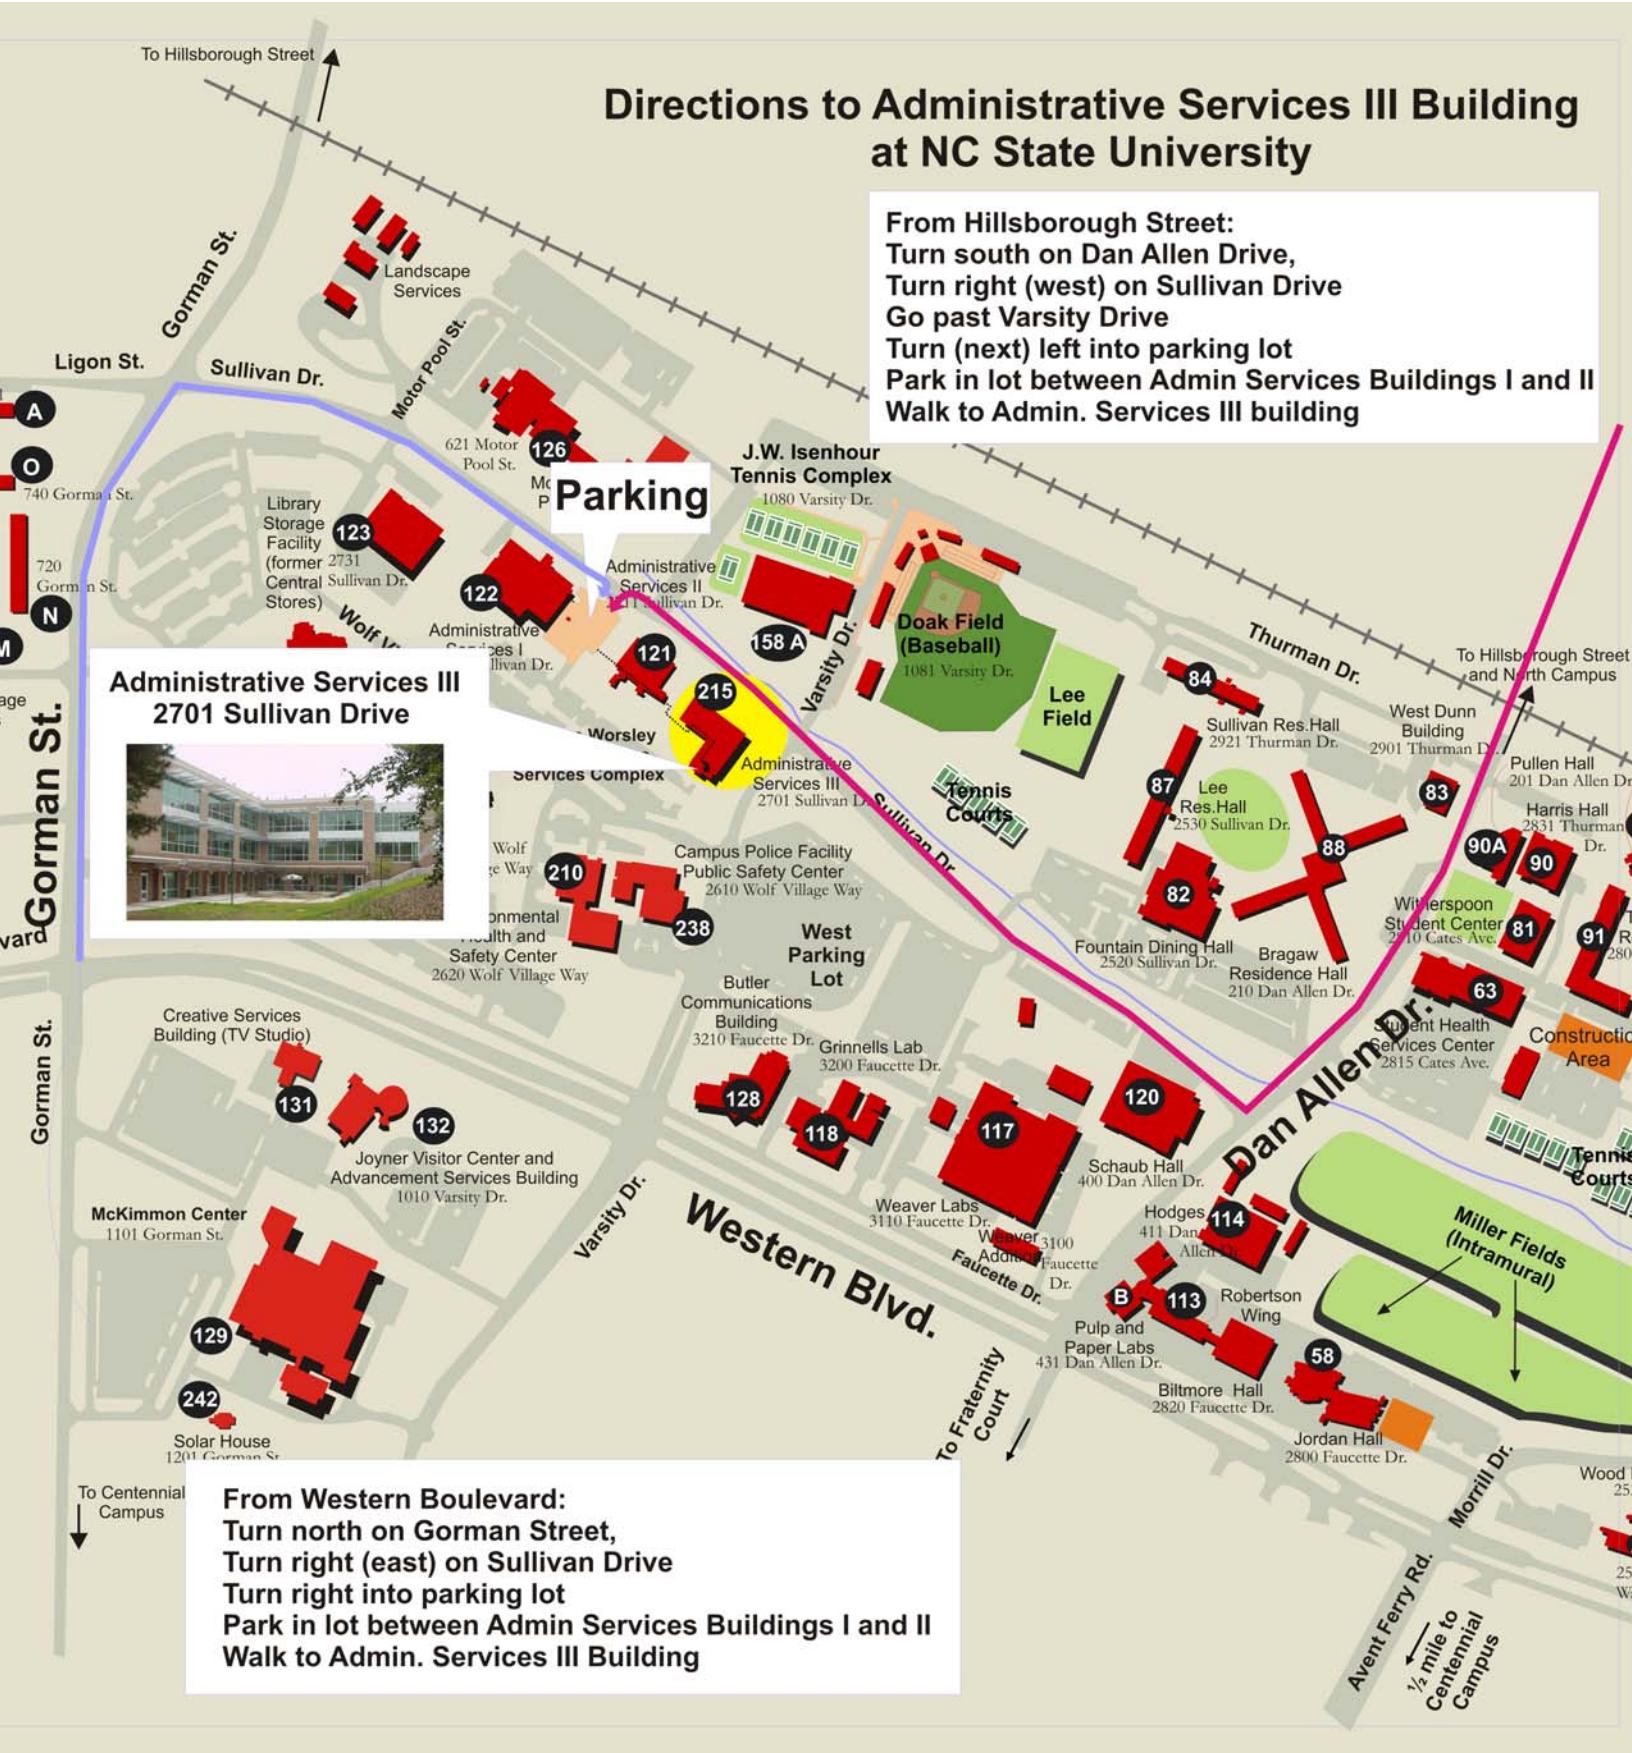 To Hillsborough Street
Directions to Administrative Services III Building
at NC State University
From Hillsborough Street:
Turn south on Dan Allen Drive,
Turn right (west) on Sullivan Drive
Go past Varsity Drive
Turn (next) left into parking lot
Park in lot between Admin Services Buildings I and II
Walk to Admin. Services III building
Gorman St.
Landscape
Services
Motor Pool St.
Ligon St.
Sullivan Dr.
A
O
740 Gorman St.
720
Gorman St.
N
M
621 Motor
Pool St.
126
Parking
J.W. Isenhour
Tennis Complex
1080 Varsity Dr.
Library
Storage
Facility
(former
Central
Stores)
123
2731
Sullivan Dr.
122
Administrative
Services I
Administrative
Services II
Sullivan Dr.
121
158 A
Varsity Dr.
Doak Field
(Baseball)
1081 Varsity Dr.
Lee
Field
Thurman Dr.
To Hillsborough Street
and North Campus
84
Sullivan Res.Hall
2921 Thurman Dr.
West Dunn
Building
2901 Thurman D
Pullen Hall
201 Dan Allen Dr
Harris Hall
2831 Thurman
Dr.
83
87
Lee
Res.Hall
2530 Sullivan Dr.
88
90A
90
Administrative Services III
2701 Sullivan Drive
215
Worsley
Services Complex
Administrative
Services III
2701 Sullivan D
Tennis
Courts
Sullivan Dr.
Gorman St.
Wolf
210
Campus Police Facility
Public Safety Center
2610 Wolf Village Way
238
Safety Center
2620 Wolf Village Way
West
Parking
Lot
82
Fountain Dining Hall
2520 Sullivan Dr.
Bragaw
Residence Hall
210 Dan Allen Dr.
Witherspoon
Student Center
Cates Ave.
81
91
63
Student Health
Services Center
2815 Cates Ave.
Area
Dan Allen Dr.
Butler
Communications
Building
3210 Faucette Dr.
Grinnells Lab
3200 Faucette Dr.
Creative Services
Building (TV Studio)
Gorman St.
131
132
Joyner Visitor Center and
Advancement Services Building
1010 Varsity Dr.
128
118
117
120
Schaub Hall
400 Dan Allen Dr.
Weaver Labs
3110 Faucette Dr.
Weaver
Addition
3100
Faucette
Dr.
Faucette Dr.
Hodges
411 Dan
Allen Dr.
114
Tennis
Courts
Miller Fields
(Intramural)
McKimmon Center
1101 Gorman St.
Varsity Dr.
Western Blvd.
B
113
Robertson
Wing
Pulp and
Paper Labs
431 Dan Allen Dr.
Biltmore Hall
2820 Faucette Dr.
58
Jordan Hall
2800 Faucette Dr.
129
242
Solar House
1201 Gorman St
To Fraternity
Court
Morrill Dr.
Wood
To Centennial
Campus
From Western Boulevard:
Turn north on Gorman Street,
Turn right (east) on Sullivan Drive
Turn right into parking lot
Park in lot between Admin Services Buildings I and II
Walk to Admin. Services III Building
Avent Ferry Rd.
½ mile to
Centennial
Campus